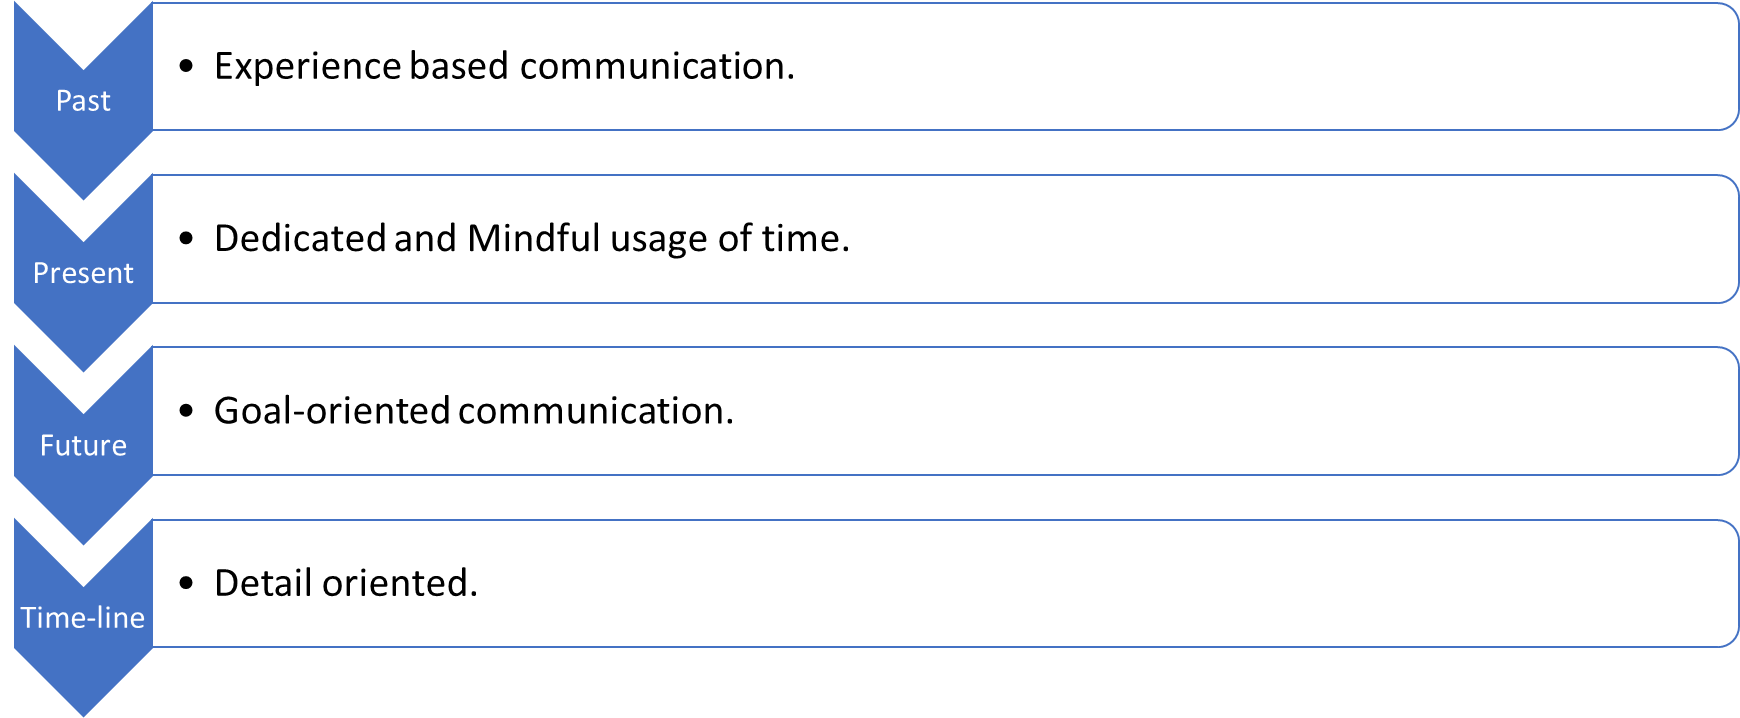 Past
• Experience based communication.
Present
• Dedicated and Mindful usage of time.
Future
• Goal-oriented communication.
Time-line
• Detail oriented.